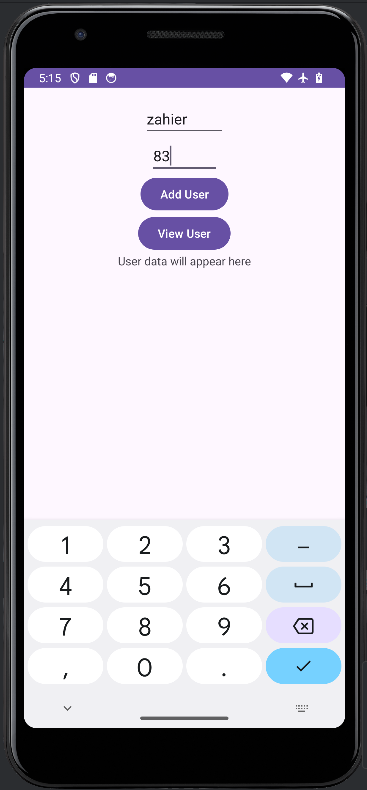 5:15
zahier
83
Add User
View User
User data will appear here
1 2 3 –
4 5 6
7 8 9
, 0 .